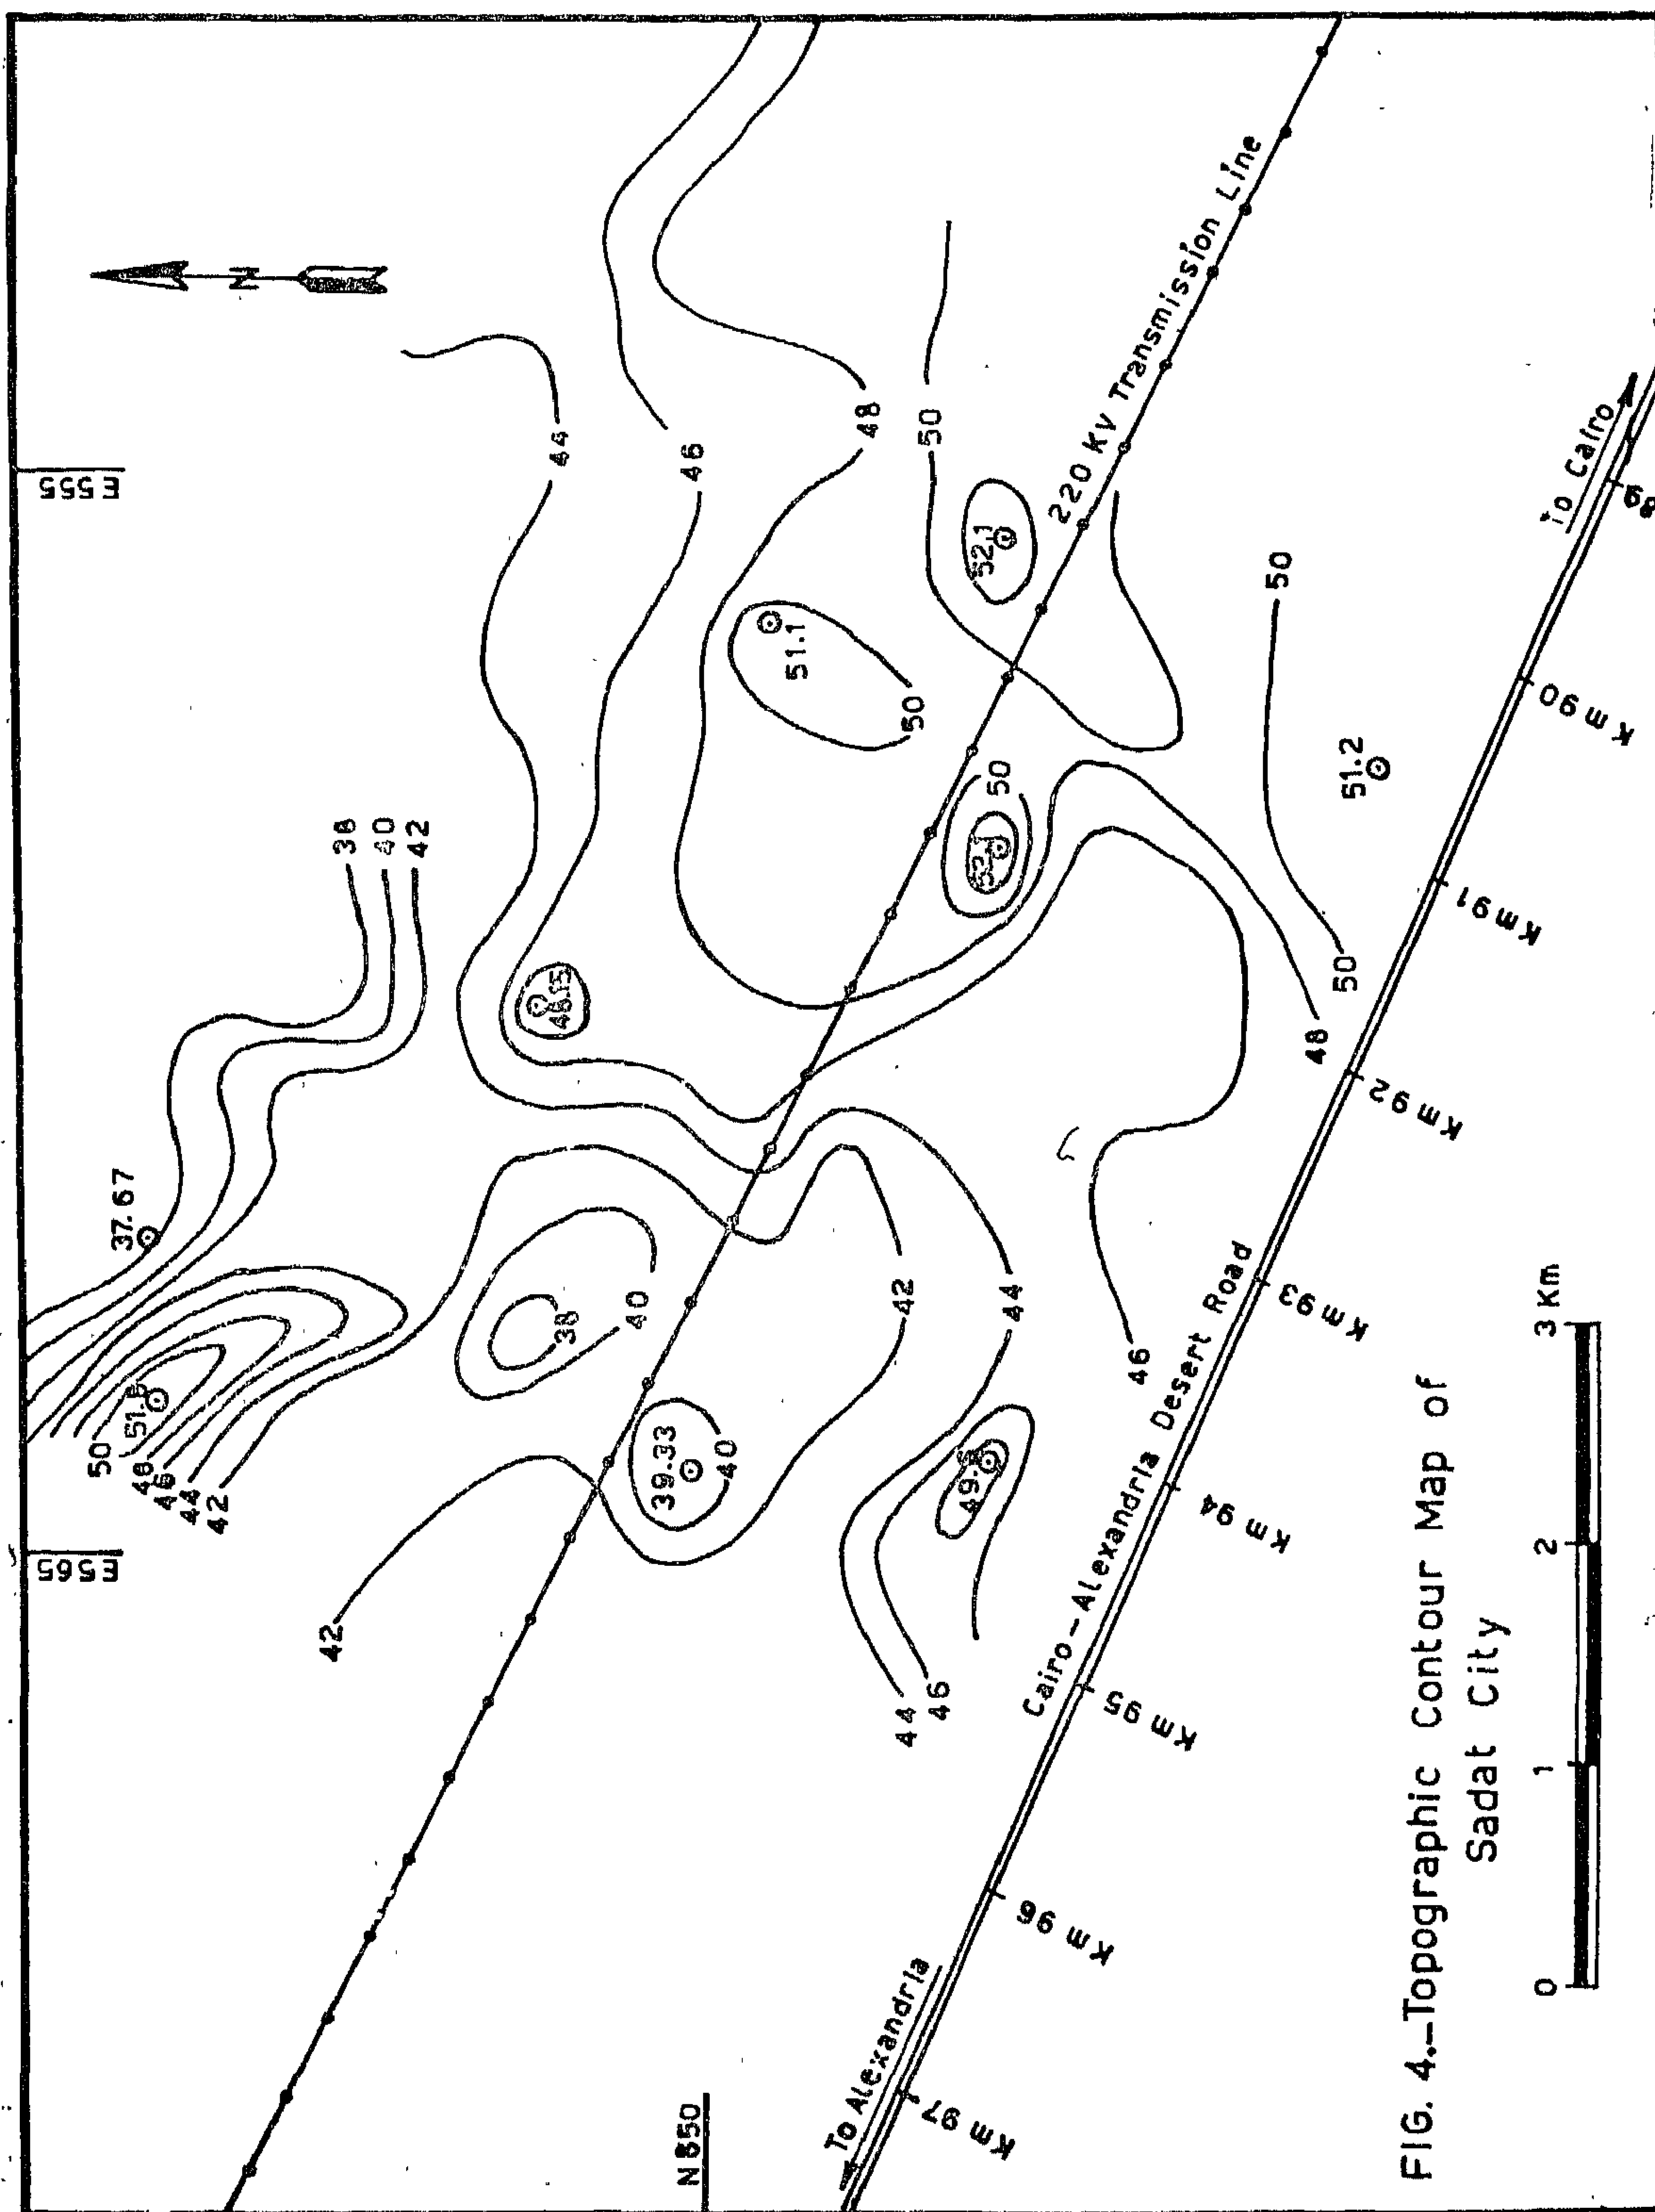 E565
E555
N
37.67
38
40
42
50
51.5
48
46
44
42
42
44
46
38
40
39.33
40
46.15
48
50
51.1
50
52.1
50
42
44
46
44
46
50
48
50
51.2
220 KV Transmission Line
N 850
To Alexandria
Cairo-Alexandria Desert Road
To Cairo
Km 97
Km 96
Km 95
Km 94
Km 93
Km 92
Km 91
Km 90
89
FIG. 4.-Topographic Contour Map of
Sadat City
0 1 2 3 Km